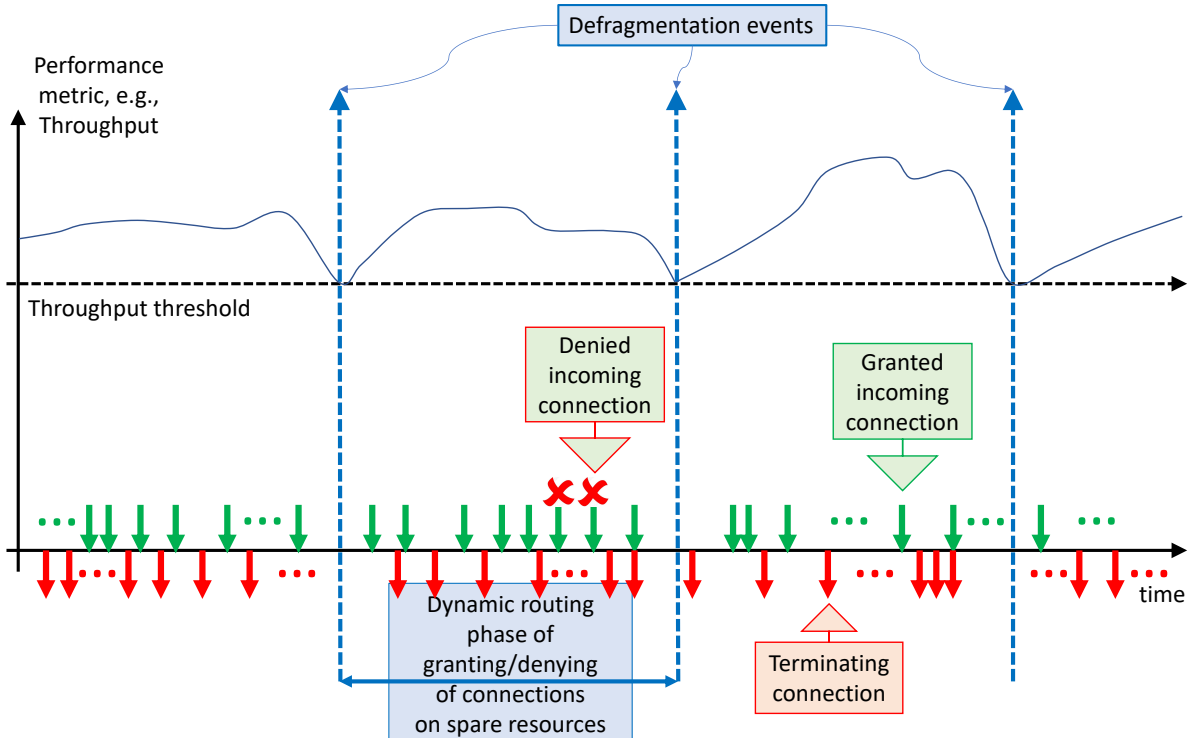 Defragmentation events
Performance
metric, e.g.,
Throughput
Throughput threshold
Denied
incoming
connection
Granted
incoming
connection
time
Dynamic routing
phase of
granting/denying
of connections
on spare resources
Terminating
connection